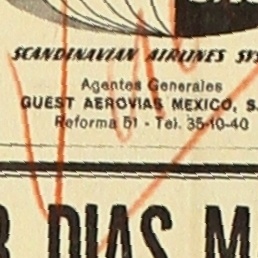 SCANDINAVIAN AIRLINES SYS
Agentes Generales
GUEST AEROVIAS MEXICO, S.
Reforma 51 - Tel. 35-10-40
R DIAS M